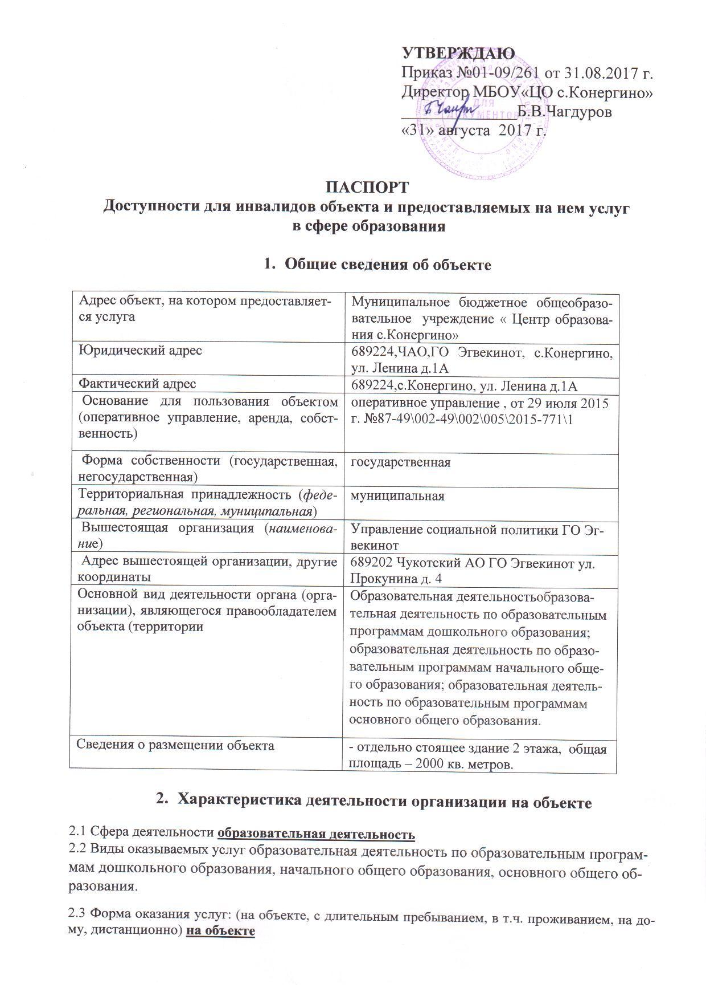 УТВЕРЖДАЮ
Приказ №01-09/261 от 31.08.2017 г.
Директор МБОУ«ЦО с.Конергино»
______________Б.В.Чагдуров
«31» августа 2017 г.
ДЛЯ
ДОКУМЕНТОВ
ПАСПОРТ
Доступности для инвалидов объекта и предоставляемых на нем услуг
в сфере образования
1. Общие сведения об объекте
Адрес объект, на котором предоставляет-
ся услуга
Муниципальное бюджетное общеобразо-
вательное учреждение « Центр образова-
ния с.Конергино»
Юридический адрес
689224,ЧАО,ГО Эгвекинот, с.Конергино,
ул. Ленина д.1А
Фактический адрес
689224,с.Конергино, ул. Ленина д.1А
Основание для пользования объектом
(оперативное управление, аренда, собст-
венность)
оперативное управление , от 29 июля 2015
г. №87-49\002-49\002\005\2015-771\1
Форма собственности (государственная,
негосударственная)
государственная
Территориальная принадлежность (феде-
ральная, региональная, муниципальная)
муниципальная
Вышестоящая организация (наименова-
ние)
Управление социальной политики ГО Эг-
векинот
Адрес вышестоящей организации, другие
координаты
689202 Чукотский АО ГО Эгвекинот ул.
Прокунина д. 4
Основной вид деятельности органа (орга-
низации), являющегося правообладателем
объекта (территории
Образовательная деятельностьобразова-
тельная деятельность по образовательным
программам дошкольного образования;
образовательная деятельность по образо-
вательным программам начального обще-
го образования; образовательная деятель-
ность по образовательным программам
основного общего образования.
Сведения о размещении объекта
- отдельно стоящее здание 2 этажа, общая
площадь – 2000 кв. метров.
2. Характеристика деятельности организации на объекте
2.1 Сфера деятельности образовательная деятельность
2.2 Виды оказываемых услуг образовательная деятельность по образовательным програм-
мам дошкольного образования, начального общего образования, основного общего об-
разования.
2.3 Форма оказания услуг: (на объекте, с длительным пребыванием, в т.ч. проживанием, на до-
му, дистанционно) на объекте